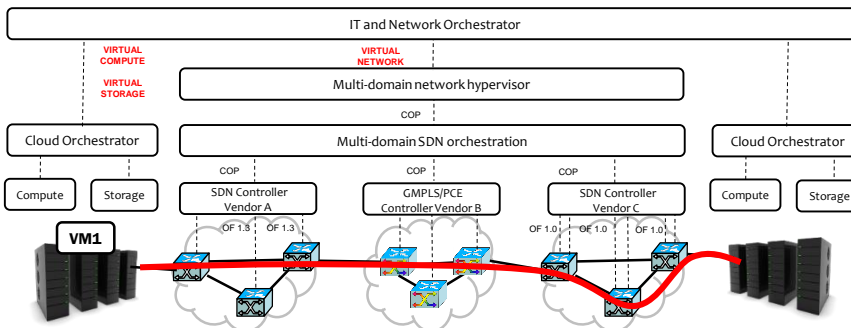 IT and Network Orchestrator
VIRTUAL
COMPUTE
VIRTUAL
NETWORK
VIRTUAL
STORAGE
Multi-domain network hypervisor
COP
Cloud Orchestrator
Multi-domain SDN orchestration
Cloud Orchestrator
COP
COP
COP
Compute
Storage
SDN Controller
Vendor A
GMPLS/PCE
Controller Vendor B
SDN Controller
Vendor C
Compute
Storage
VM1
OF 1.3
OF 1.3
OF 1.0
OF 1.0
OF 1.0